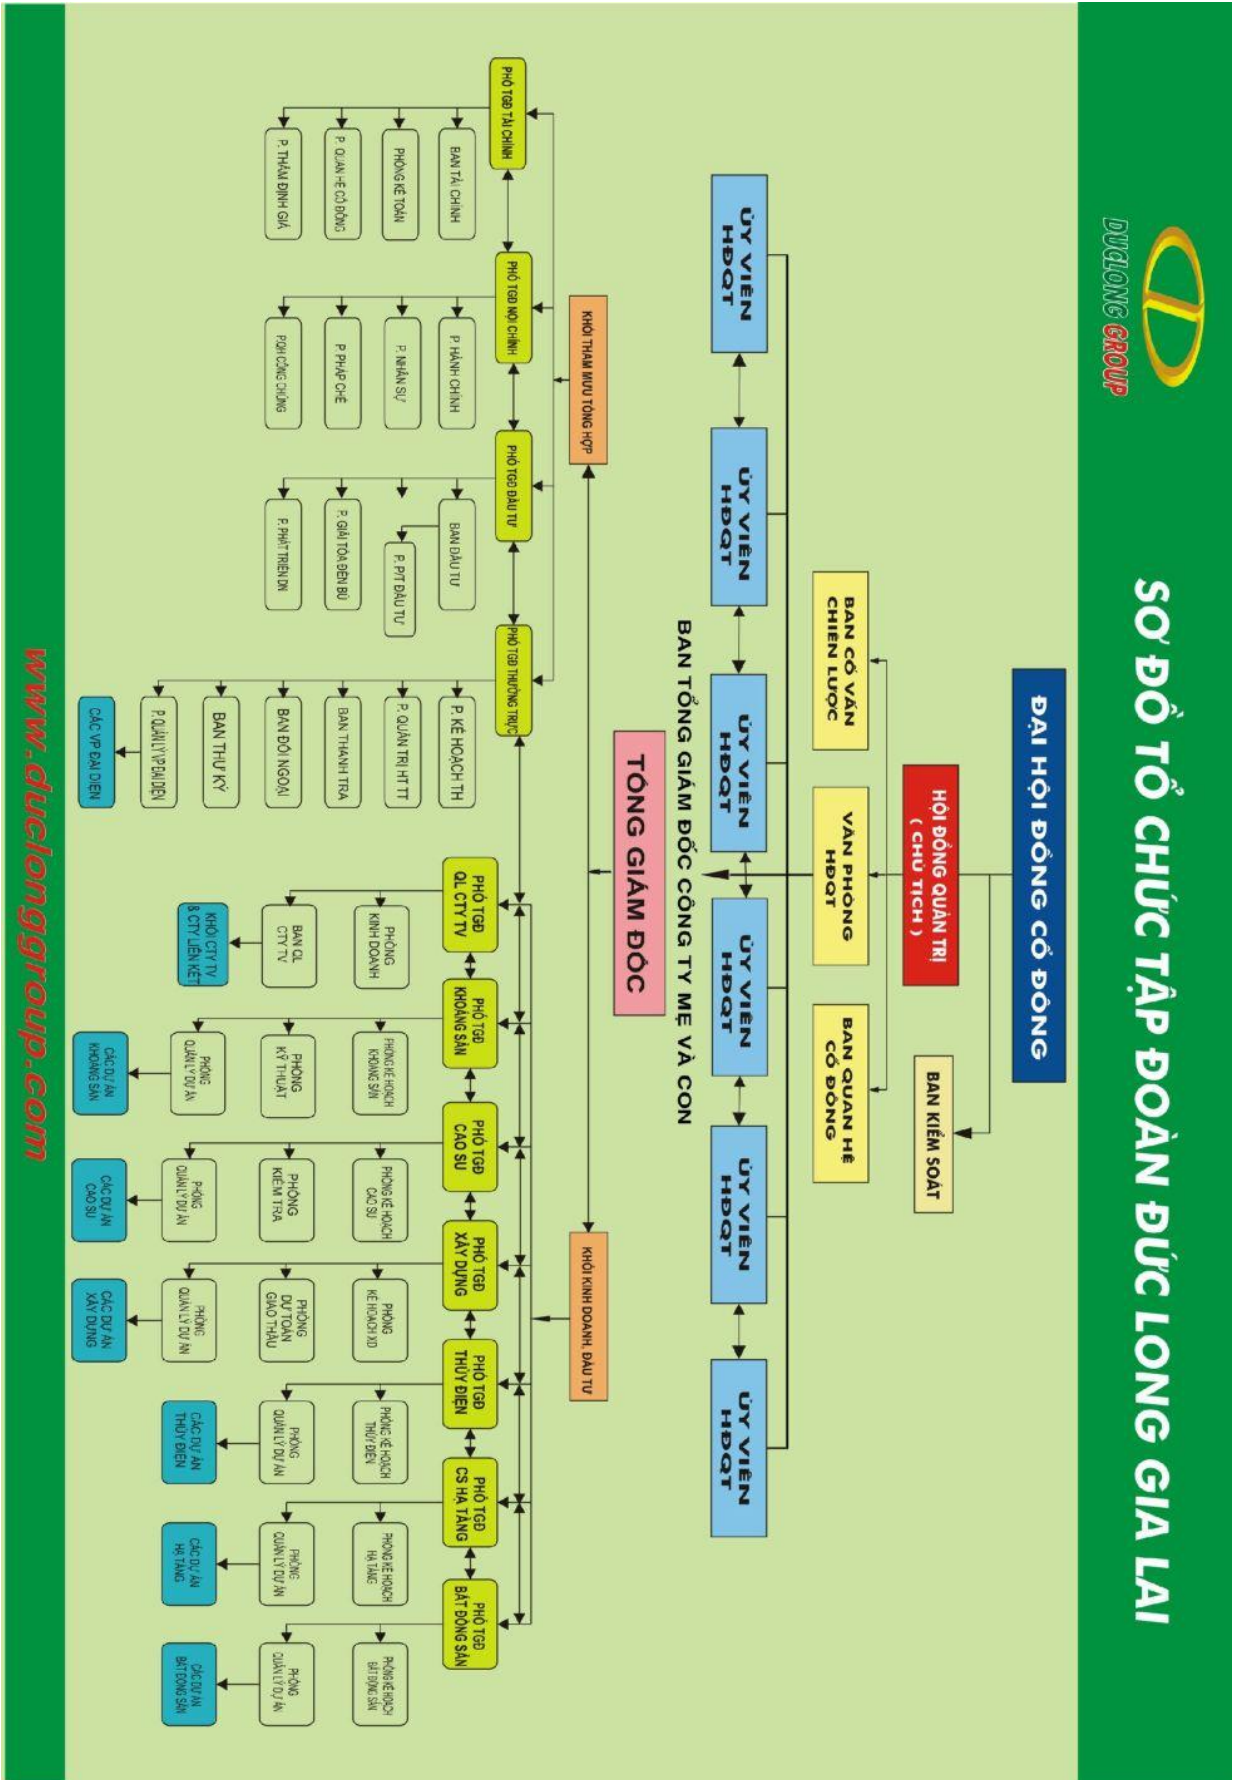 DUCLONG GROUP
SƠ ĐỒ TỔ CHỨC TẬP ĐOÀN ĐỨC LONG GIA LAI
ĐẠI HỘI ĐỒNG CỔ ĐÔNG
HỘI ĐỒNG QUẢN TRỊ
( CHỦ TỊCH )
BAN KIỂM SOÁT
BAN CỐ VẤN
CHIẾN LƯỢC
VĂN PHÒNG
HĐQT
BAN QUAN HỆ
CỔ ĐÔNG
ỦY VIÊN
HĐQT
ỦY VIÊN
HĐQT
ỦY VIÊN
HĐQT
ỦY VIÊN
HĐQT
ỦY VIÊN
HĐQT
ỦY VIÊN
HĐQT
BAN TỔNG GIÁM ĐỐC CÔNG TY MẸ VÀ CON
TỔNG GIÁM ĐỐC
KHỐI THAM MƯU TỔNG HỢP
KHỐI KINH DOANH, ĐẦU TƯ
PHÓ TGĐ TÀI CHÍNH
PHÓ TGĐ NỘI CHÍNH
PHÓ TGĐ ĐẦU TƯ
PHÓ TGĐ THƯỜNG TRỰC
PHÓ TGĐ
QL CTY TV
PHÓ TGĐ
KHOÁNG SẢN
PHÓ TGĐ
CAO SU
PHÓ TGĐ
XÂY DỰNG
PHÓ TGĐ
THỦY ĐIỆN
PHÓ TGĐ
CS HẠ TẦNG
PHÓ TGĐ
BẤT ĐỘNG SẢN
BAN TÀI CHÍNH
PHÒNG KẾ TOÁN
P. QUAN HỆ CỔ ĐÔNG
P. THẨM ĐỊNH GIÁ
P. HÀNH CHÍNH
P. NHÂN SỰ
P. PHÁP CHẾ
P.QH CÔNG CHÚNG
BAN ĐẦU TƯ
P. P/T ĐẦU TƯ
P. GIẢI TỎA ĐỀN BÙ
P. PHÁT TRIỂN DN
P. KẾ HOẠCH TH
P. QUẢN TRỊ HT TT
BAN THANH TRA
BAN ĐỐI NGOẠI
BAN THƯ KÝ
P. QUẢN LÝ VP ĐẠI DIỆN
CÁC VP ĐẠI DIỆN
PHÒNG
KINH DOANH
BAN QL
CTY TV
KHỐI CTY TV
& CTY LIÊN KẾT
PHÒNG KẾ HOẠCH
KHOÁNG SẢN
PHÒNG
KỸ THUẬT
PHÒNG
QUẢN LÝ DỰ ÁN
CÁC DỰ ÁN
KHOÁNG SẢN
PHÒNG KẾ HOẠCH
CAO SU
PHÒNG
KIỂM TRA
PHÒNG
QUẢN LÝ DỰ ÁN
CÁC DỰ ÁN
CAO SU
PHÒNG
KẾ HOẠCH XD
PHÒNG
DỰ TOÁN
GIAO THẦU
PHÒNG
QUẢN LÝ DỰ ÁN
CÁC DỰ ÁN
XÂY DỰNG
PHÒNG KẾ HOẠCH
THỦY ĐIỆN
PHÒNG
QUẢN LÝ DỰ ÁN
CÁC DỰ ÁN
THỦY ĐIỆN
PHÒNG KẾ HOẠCH
HẠ TẦNG
PHÒNG
QUẢN LÝ DỰ ÁN
CÁC DỰ ÁN
HẠ TẦNG
PHÒNG KẾ HOẠCH
BẤT ĐỘNG SẢN
PHÒNG
QUẢN LÝ DỰ ÁN
CÁC DỰ ÁN
BẤT ĐỘNG SẢN
www.duclonggroup.com